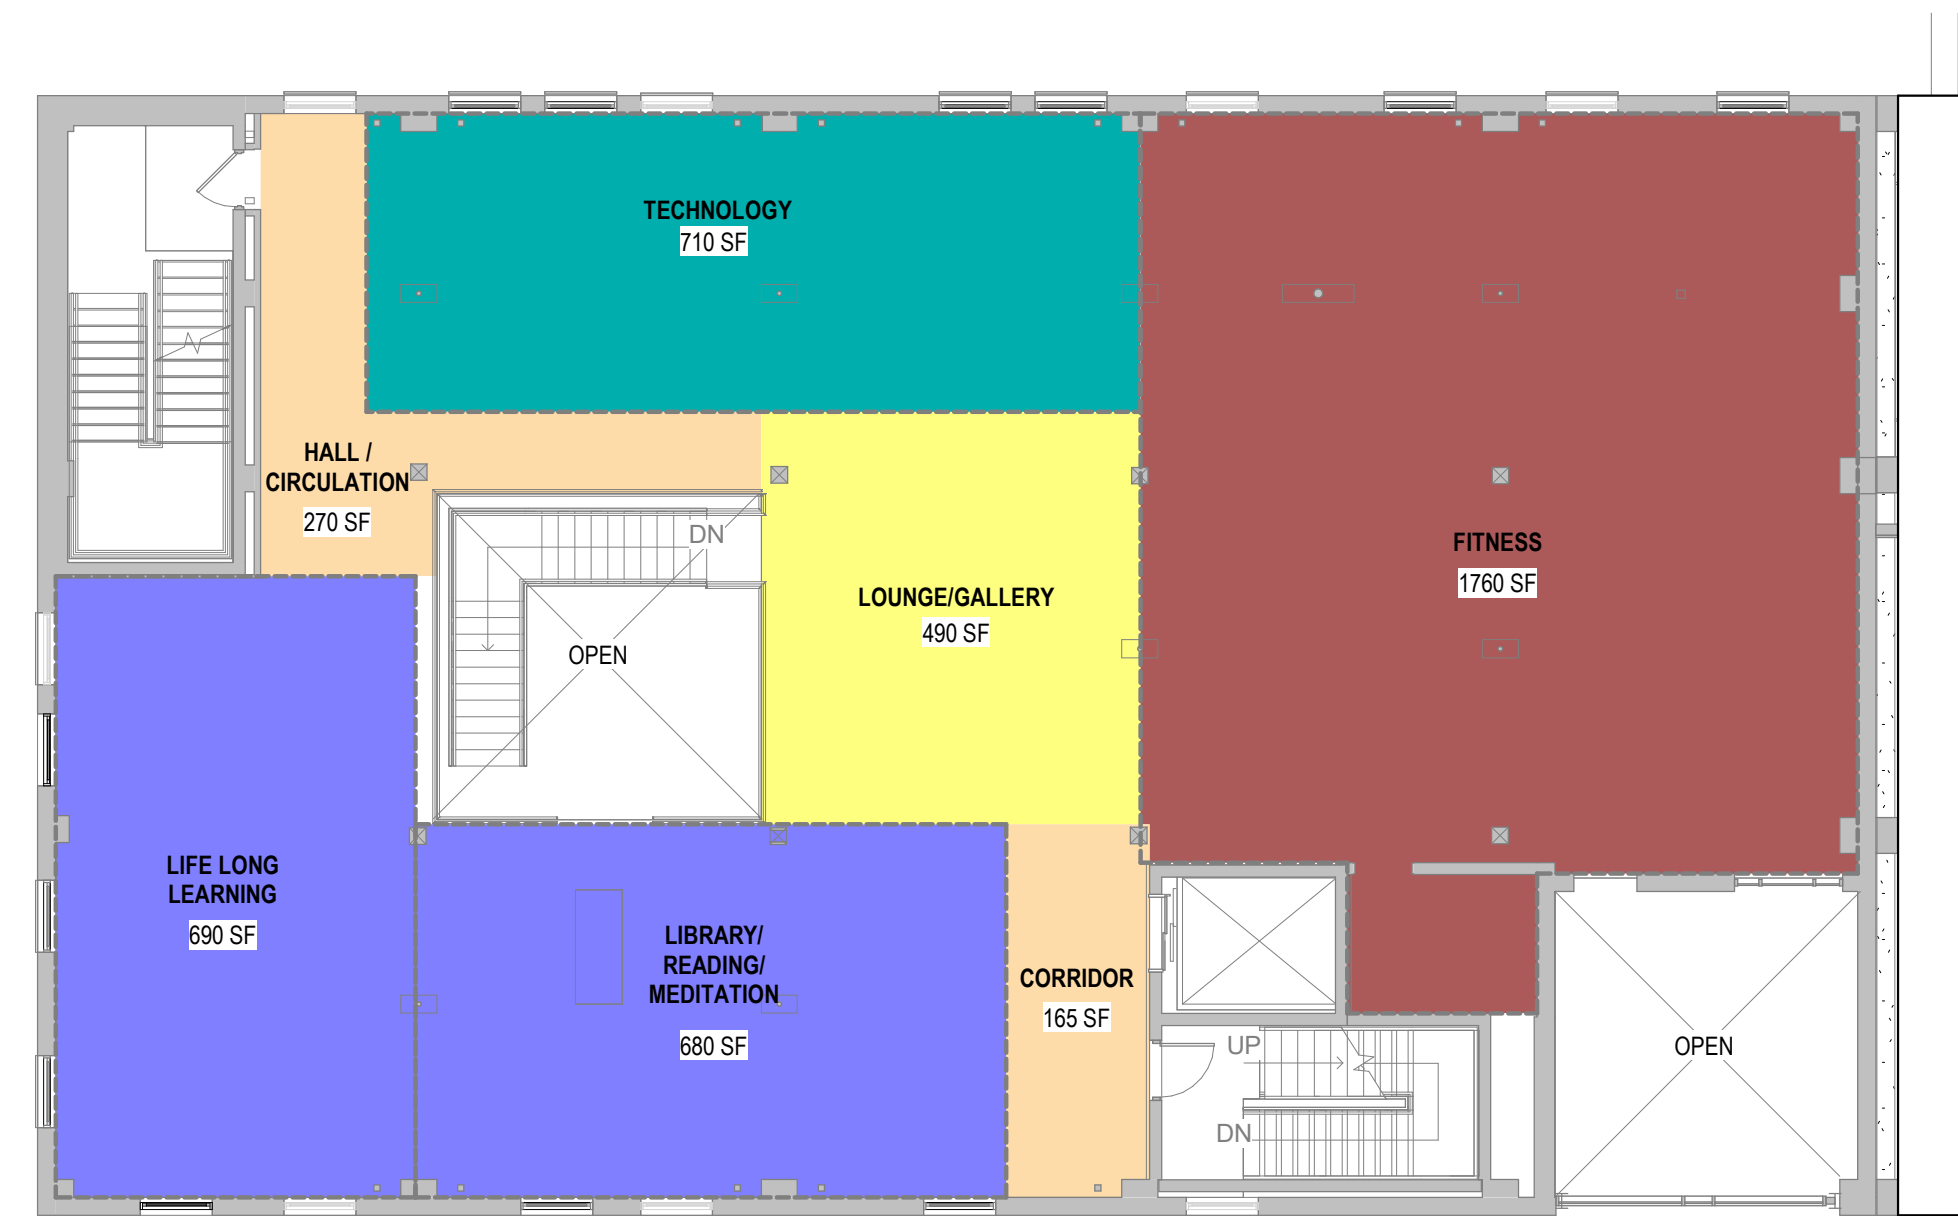 TECHNOLOGY
710 SF
HALL /
CIRCULATION
270 SF
DN
OPEN
LOUNGE/GALLERY
490 SF
FITNESS
1760 SF
LIFE LONG
LEARNING
690 SF
LIBRARY/
READING/
MEDITATION
680 SF
CORRIDOR
165 SF
UP
DN
OPEN